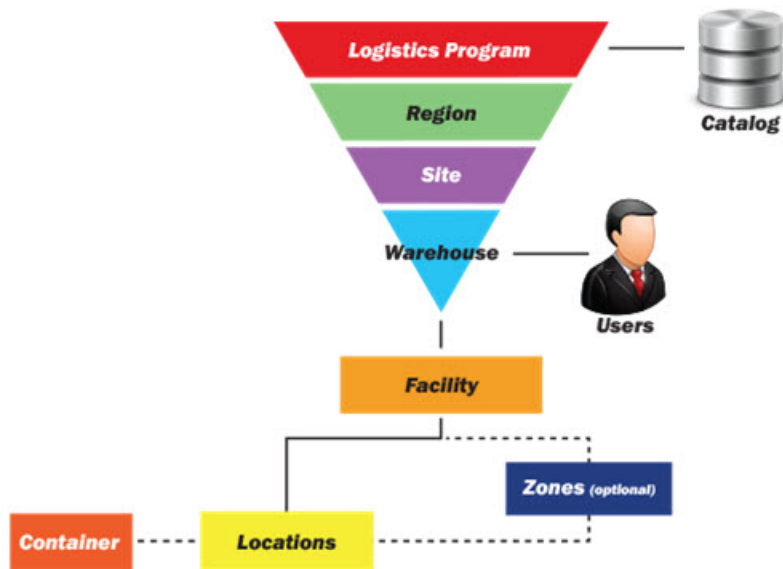 Logistics Program
Region
Catalog
Site
Warehouse
Users
Facility
Zones (optional)
Container
Locations